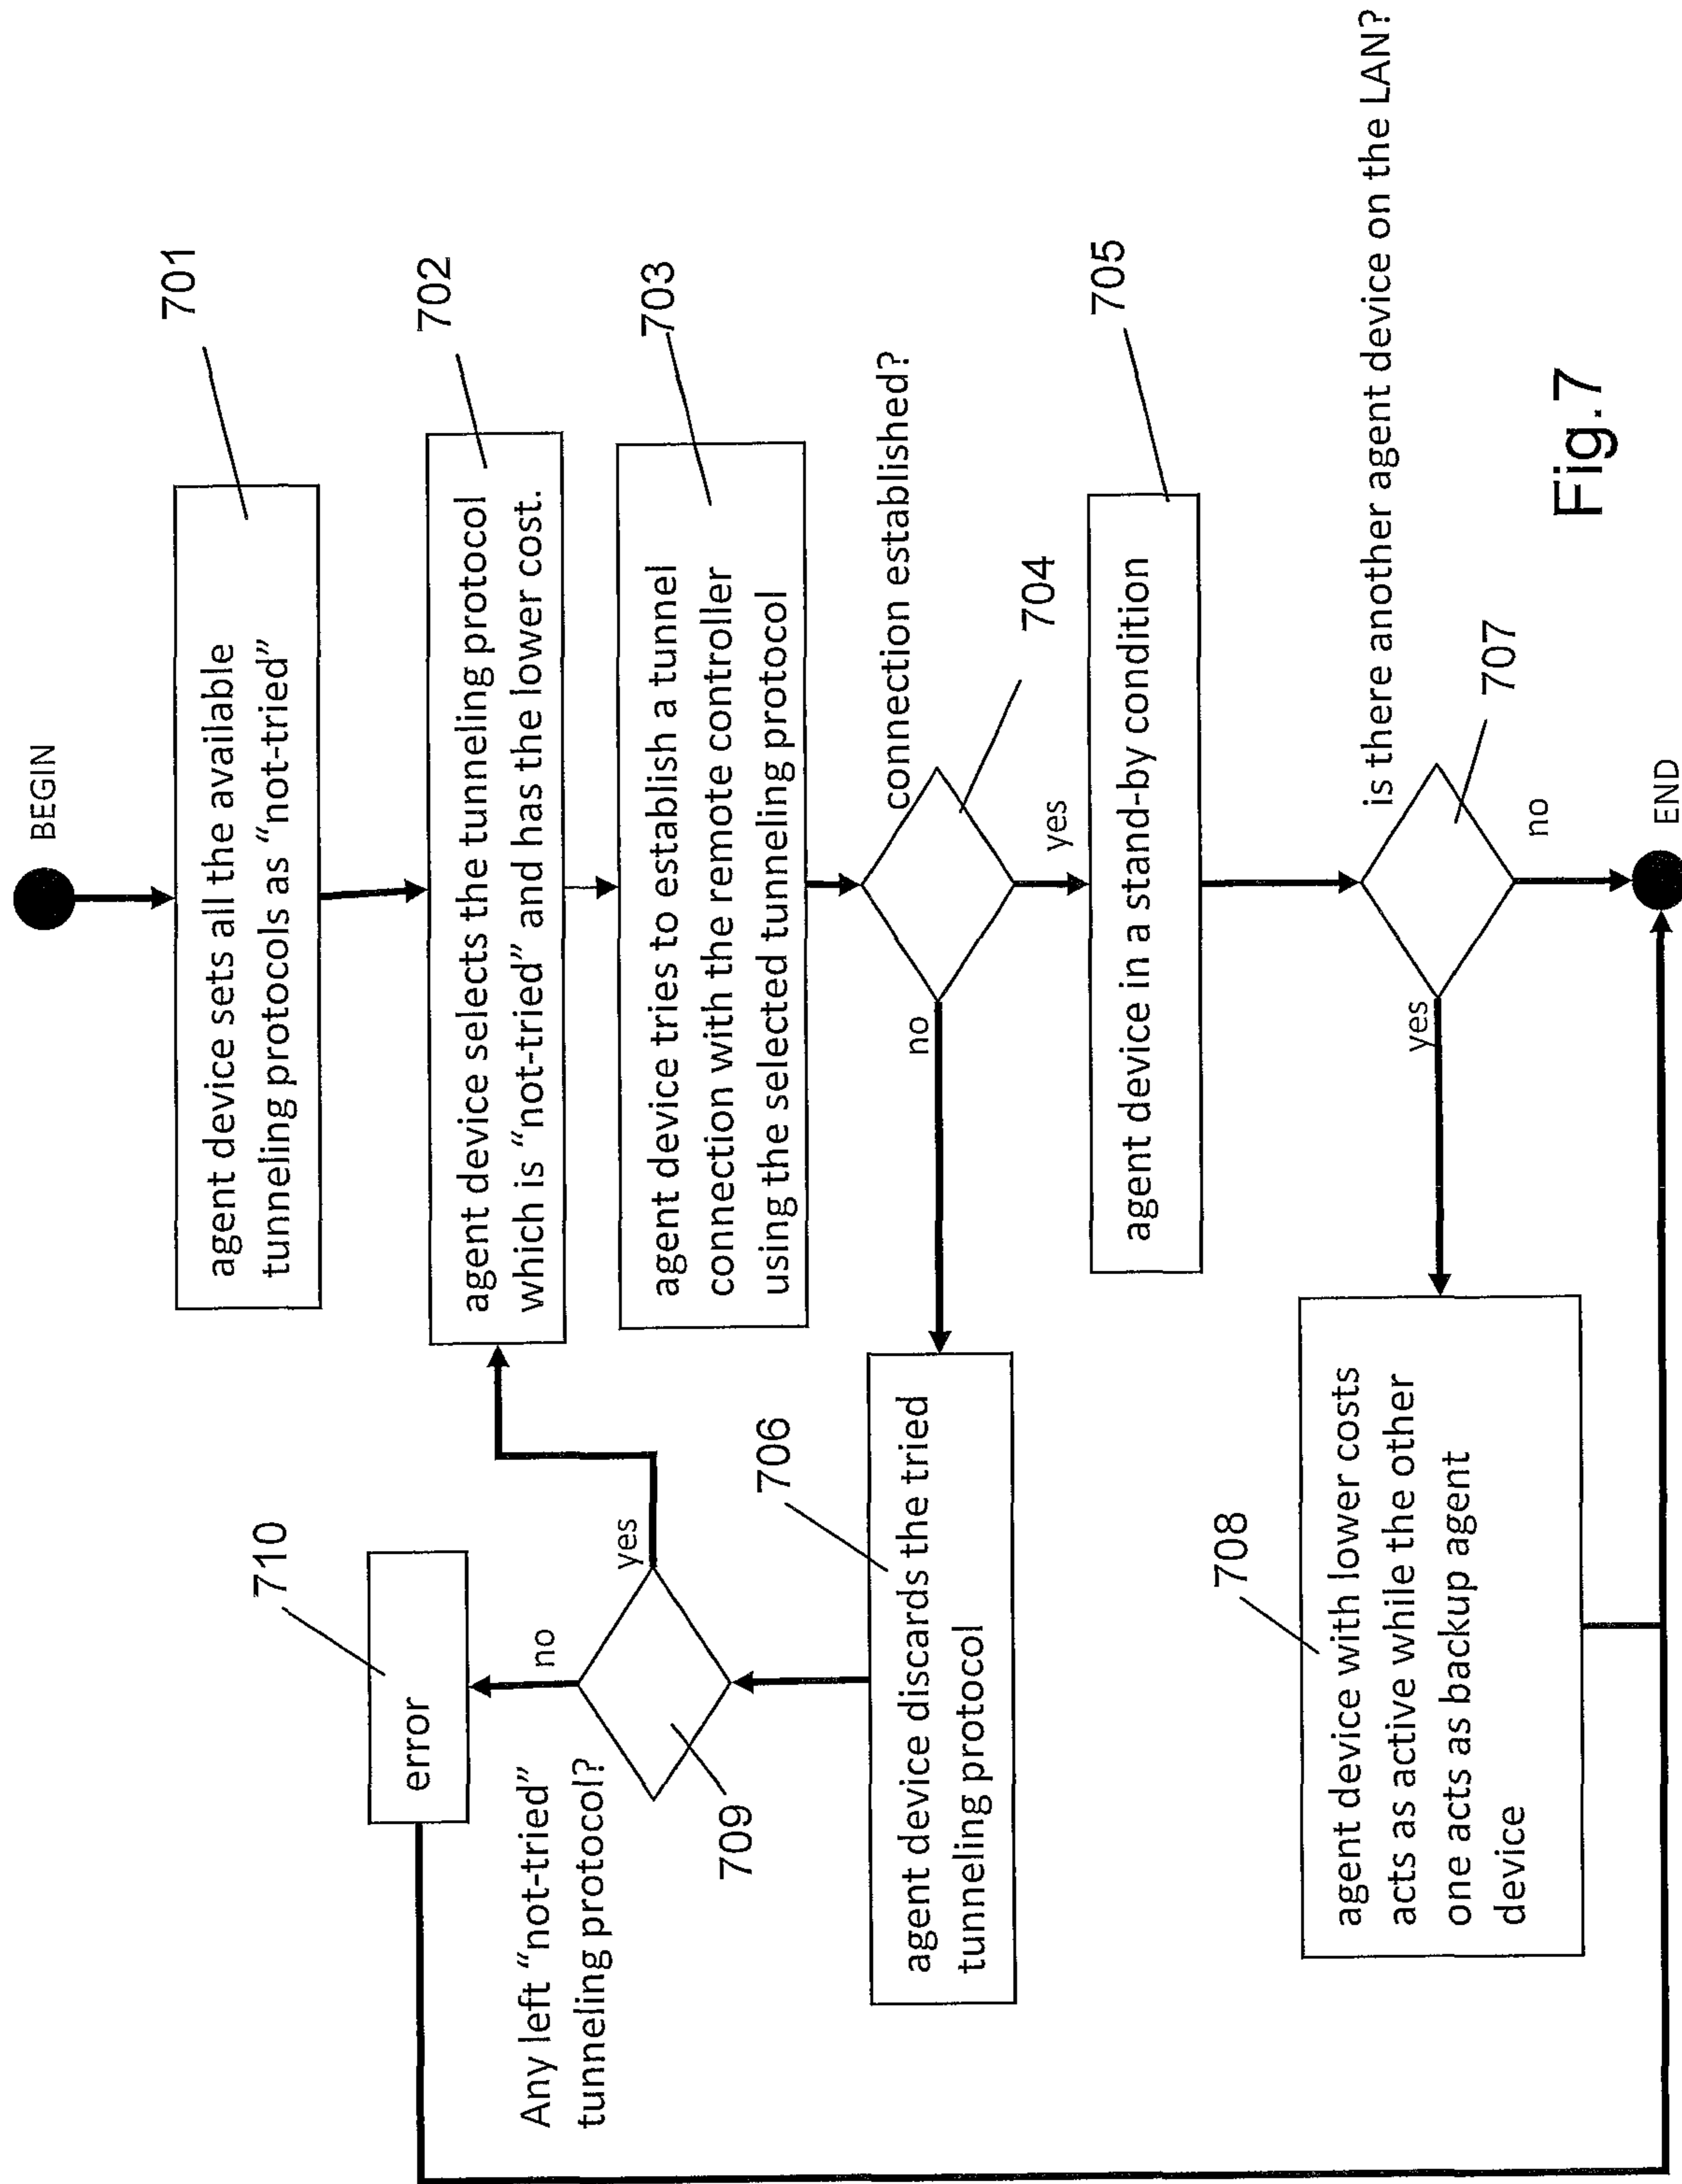 BEGIN
701
agent device sets all the available
tunneling protocols as “not-tried”
702
agent device selects the tunneling protocol
which is “not-tried” and has the lower cost.
703
agent device tries to establish a tunnel
connection with the remote controller
using the selected tunneling protocol
connection established?
704
no
yes
705
agent device in a stand-by condition
706
agent device discards the tried
tunneling protocol
Any left “not-tried”
tunneling protocol?
709
yes
no
710
error
is there another agent device on the LAN?
707
yes
no
708
agent device with lower costs
acts as active while the other
one acts as backup agent
device
END
Fig.7